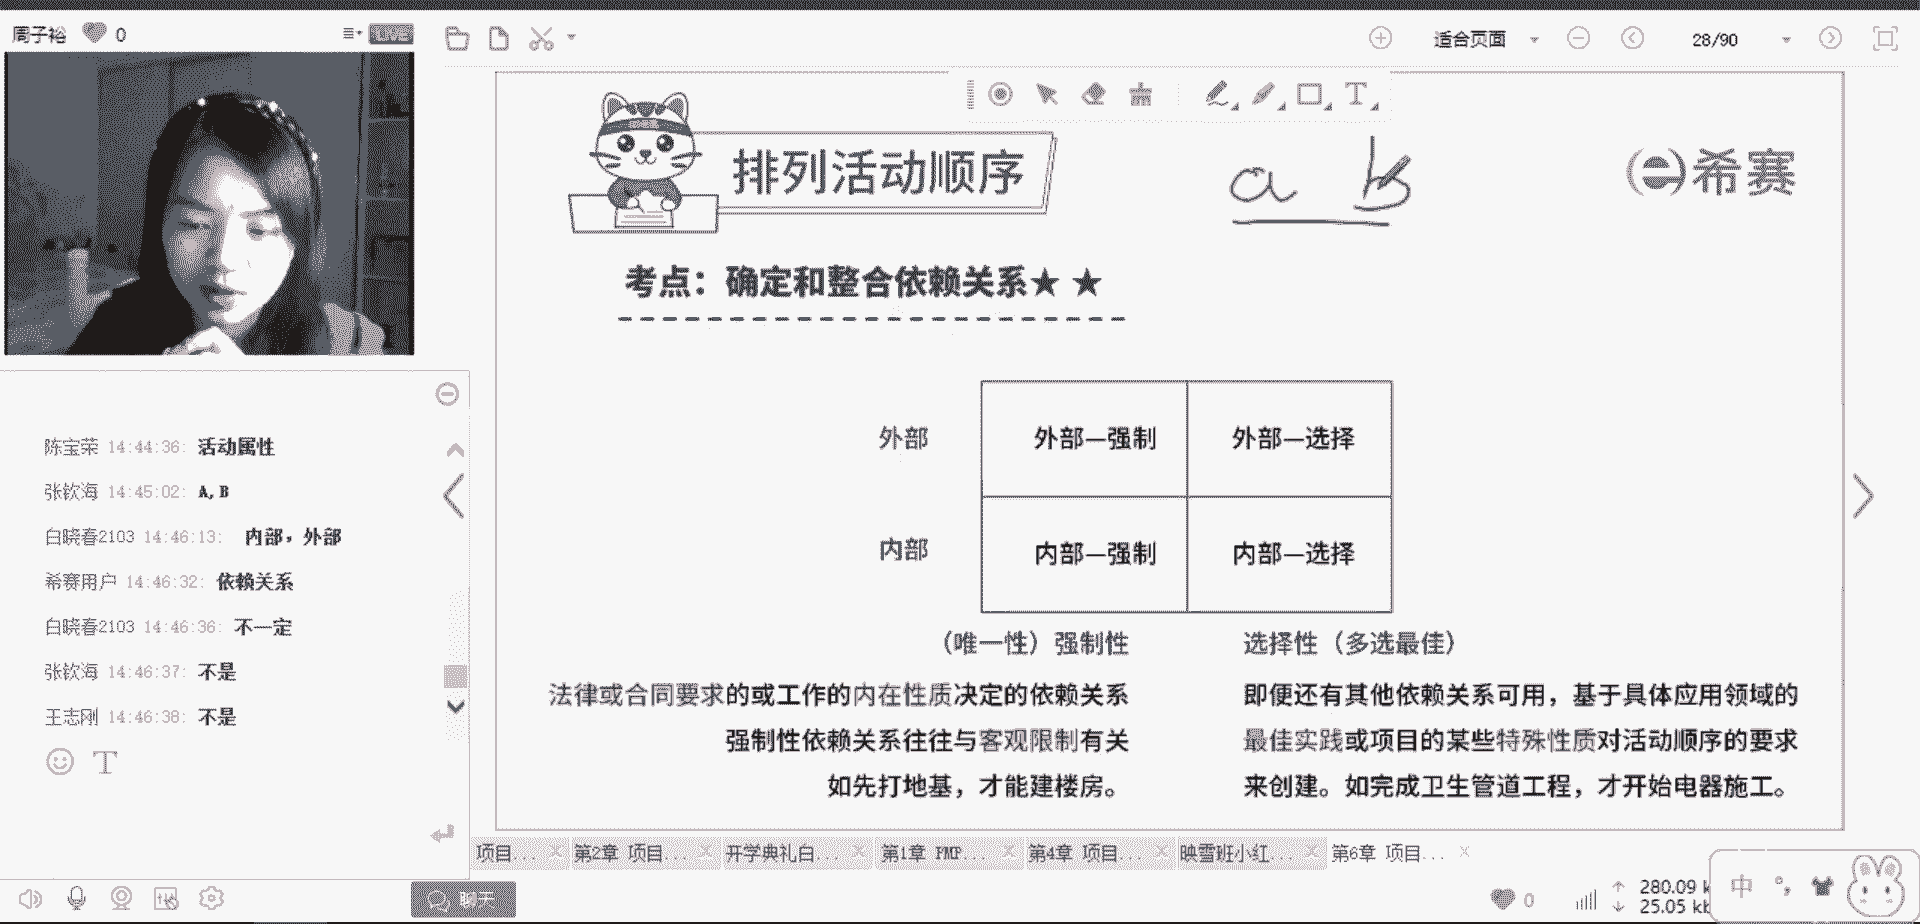 周子裕 0
LIVE
适合页面
28/90
T
排列活动顺序
a b
希赛
考点：确定和整合依赖关系★ ★
外部
外部—强制
外部—选择
内部
内部—强制
内部—选择
（唯一性）强制性
选择性（多选最佳）
法律或合同要求的或工作的内在性质决定的依赖关系
强制性依赖关系往往与客观限制有关
如先打地基，才能建楼房。
即便还有其他依赖关系可用，基于具体应用领域的
最佳实践或项目的某些特殊性质对活动顺序的要求
来创建。如完成卫生管道工程，才开始电器施工。
陈宝荣 14:44:36: 活动属性
张钦海 14:45:02: A,B
白晓春2103 14:46:13: 内部，外部
希赛用户 14:46:32: 依赖关系
白晓春2103 14:46:36: 不一定
张钦海 14:46:37: 不是
王志刚 14:46:38: 不是
T
项目... 第2章 项目... 开学典礼白... 第1章 PMP... 第4章 项目... 映雪班小红... 第6章 项目...
聊天
0
280.09 k
25.05 kb
中